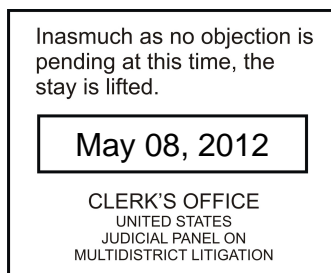 Inasmuch as no objection is
pending at this time, the
stay is lifted.
May 08, 2012
CLERK'S OFFICE
UNITED STATES
JUDICIAL PANEL ON
MULTIDISTRICT LITIGATION